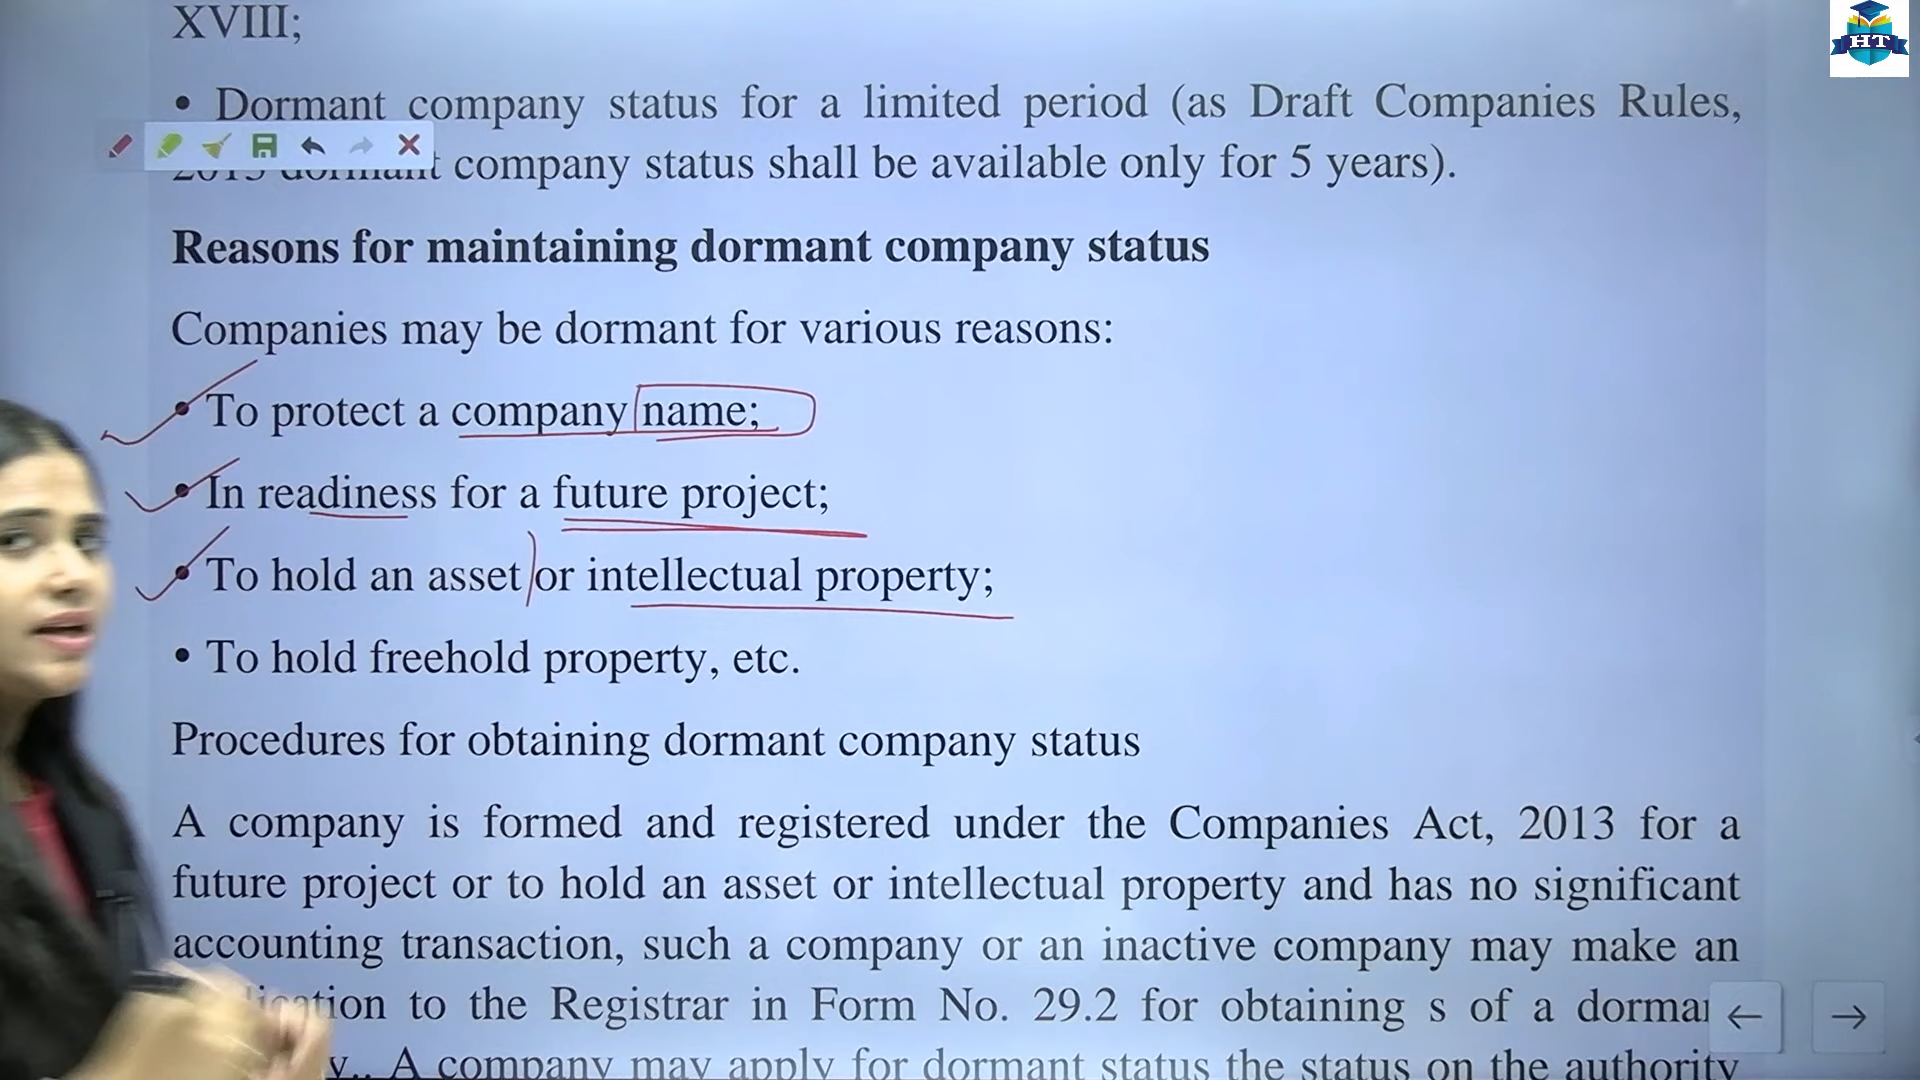 XVIII;
• Dormant company status for a limited period (as Draft Companies Rules,
company status shall be available only for 5 years).
Reasons for maintaining dormant company status
Companies may be dormant for various reasons:
• To protect a company name;
• In readiness for a future project;
• To hold an asset or intellectual property;
• To hold freehold property, etc.
Procedures for obtaining dormant company status
A company is formed and registered under the Companies Act, 2013 for a
future project or to hold an asset or intellectual property and has no significant
accounting transaction, such a company or an inactive company may make an
to the Registrar in Form No. 29.2 for obtaining s of a
A company may apply for dormant status the status on the authority
HT